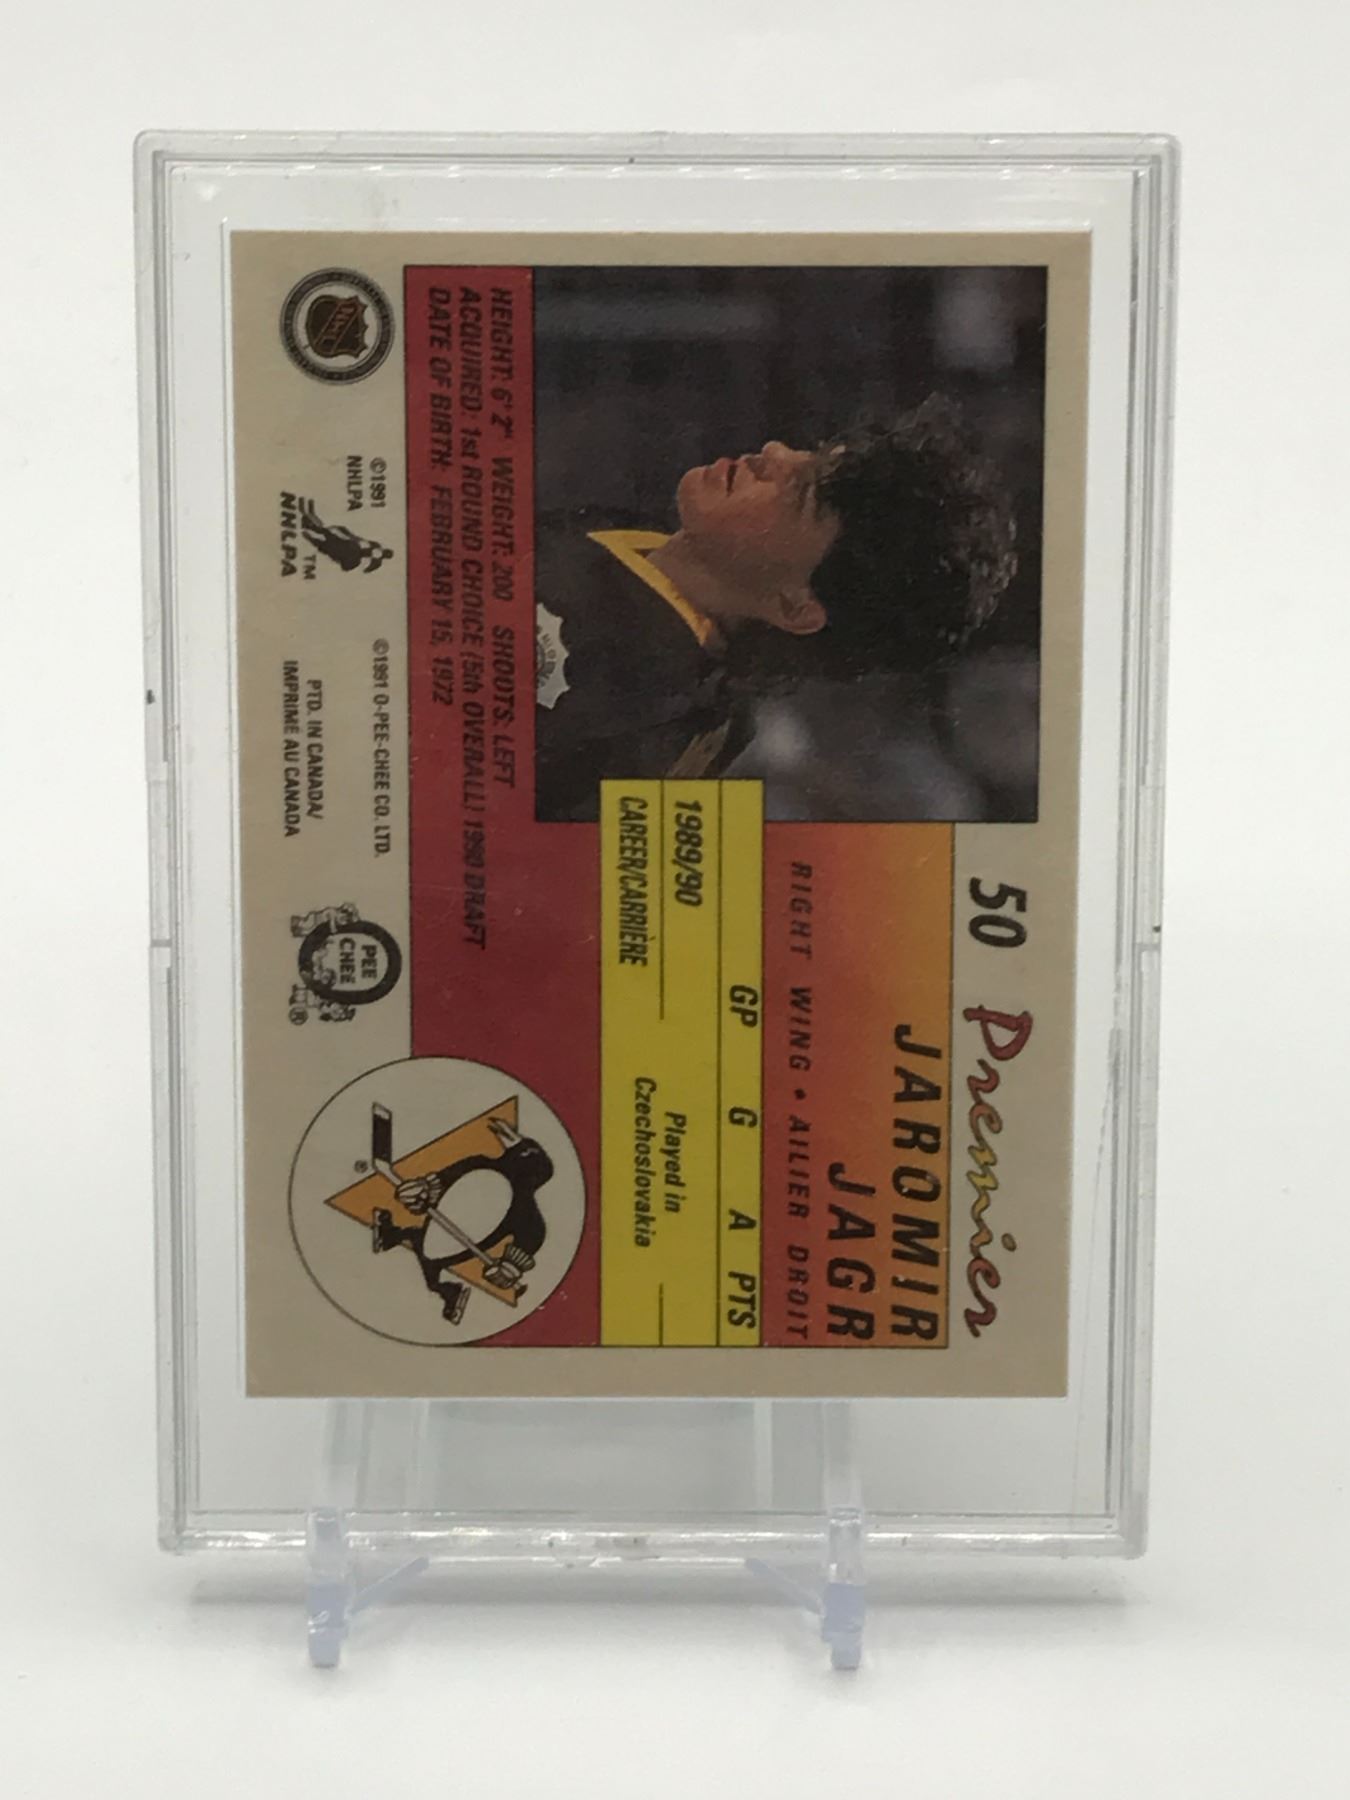 50 Premier
JAROMIR
JAGR
RIGHT WING • AILIER DROIT
GP G A PTS
1989/90 Played in
CAREER/CARRIÈRE Czechoslovakia
HEIGHT: 6' 2" WEIGHT: 200 SHOOTS: LEFT
ACQUIRED: 1st ROUND CHOICE (5th OVERALL) 1990 DRAFT
DATE OF BIRTH: FEBRUARY 15, 1972
NHL
©1991
NHLPA
TM
NHLPA
©1991 O-PEE-CHEE CO. LTD.
PTD. IN CANADA/
IMPRIMÉ AU CANADA
O
PEE
CHEE
®
®